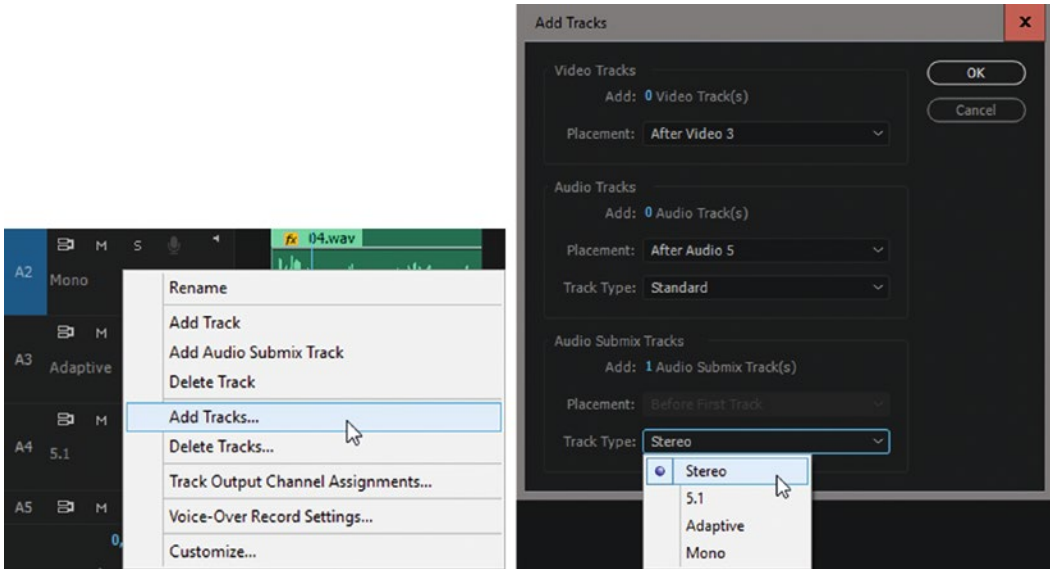 A2
M S
fx 04.wav
Mono
Rename
Add Track
Add Audio Submix Track
Delete Track
Add Tracks...
Delete Tracks...
Track Output Channel Assignments...
Voice-Over Record Settings...
Customize...
A3
M
Adaptive
A4
M
5.1
A5
M
0,
Add Tracks
x
Video Tracks
Add: 0 Video Track(s)
Placement: After Video 3
OK
Cancel
Audio Tracks
Add: 0 Audio Track(s)
Placement: After Audio 5
Track Type: Standard
Audio Submix Tracks
Add: 1 Audio Submix Track(s)
Placement: Before First Track
Track Type: Stereo
Stereo
5.1
Adaptive
Mono